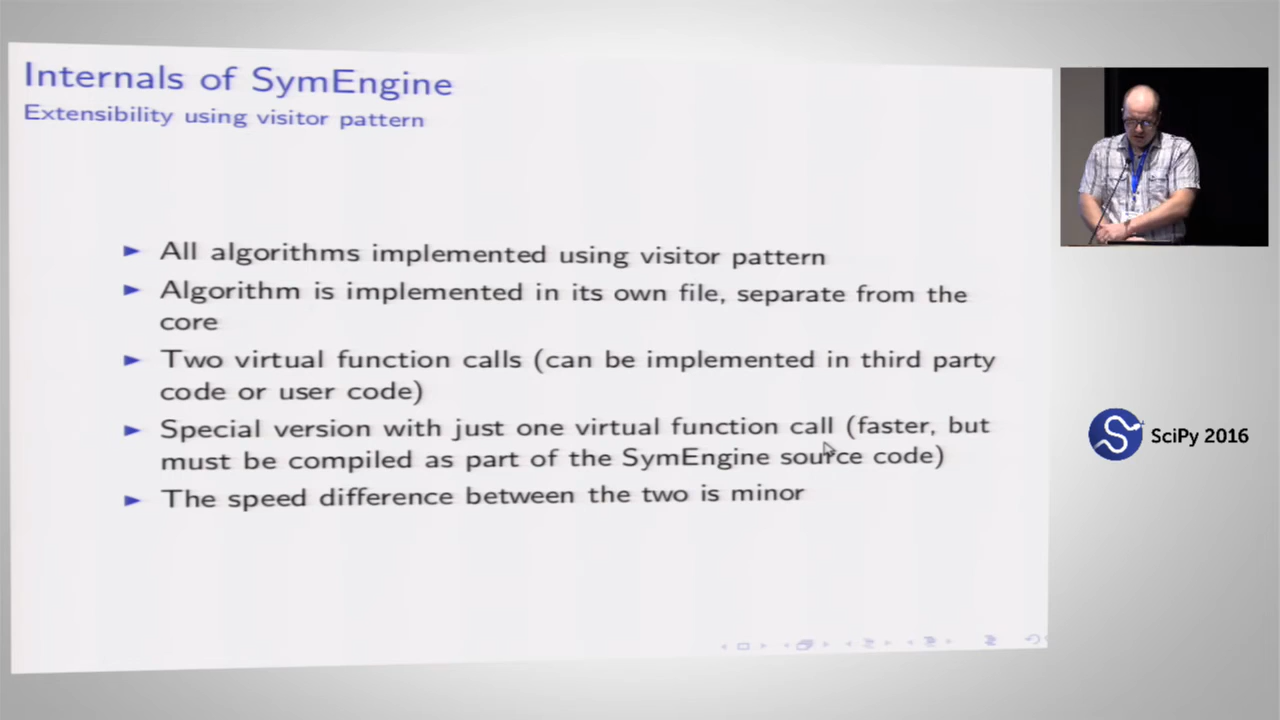 Internals of SymEngine
Extensibility using visitor pattern
► All algorithms implemented using visitor pattern
► Algorithm is implemented in its own file, separate from the
core
► Two virtual function calls (can be implemented in third party
code or user code)
► Special version with just one virtual function call (faster, but
must be compiled as part of the SymEngine source code)
► The speed difference between the two is minor
SciPy 2016